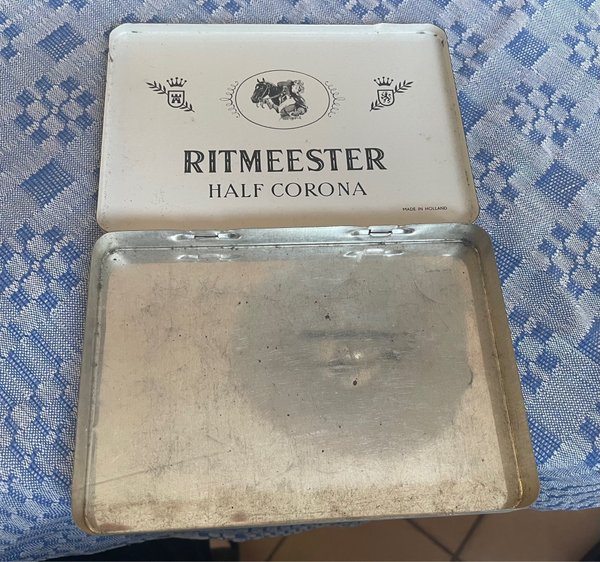 RITMEESTER
HALF CORONA
MADE IN HOLLAND